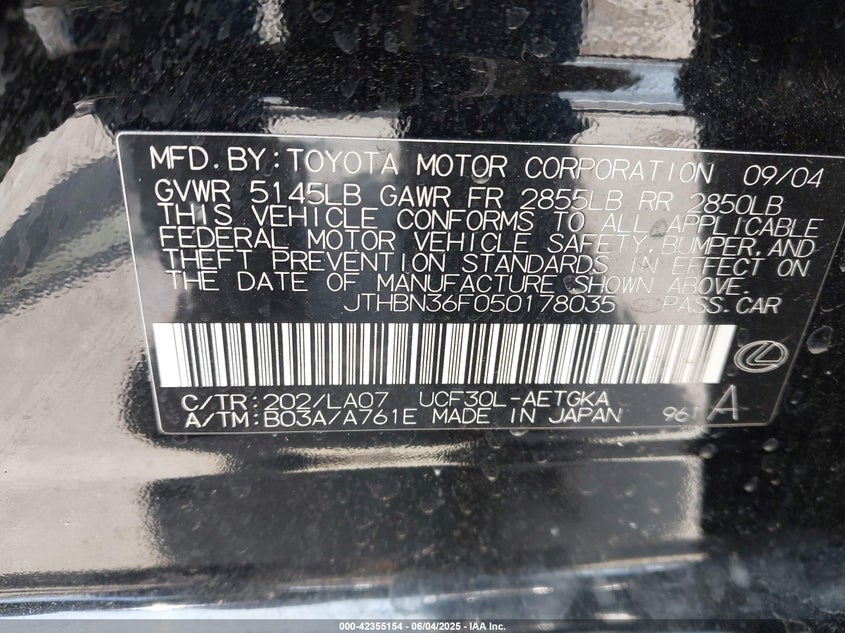 MFD. BY: TOYOTA MOTOR CORPORATION 09/04
GVWR 5145LB GAWR FR 2855LB RR 2850LB
THIS VEHICLE CONFORMS TO ALL APPLICABLE
FEDERAL MOTOR VEHICLE SAFETY, BUMPER, AND
THEFT PREVENTION STANDARDS IN EFFECT ON
THE DATE OF MANUFACTURE SHOWN ABOVE.
JTHBN36F050178035 PASS. CAR
C/TR: 202/LA07 UCF30L-AETGKA
A/TM: B03A/A761E MADE IN JAPAN 961 A
000-42355154 - 06/04/2025 - IAA Inc.